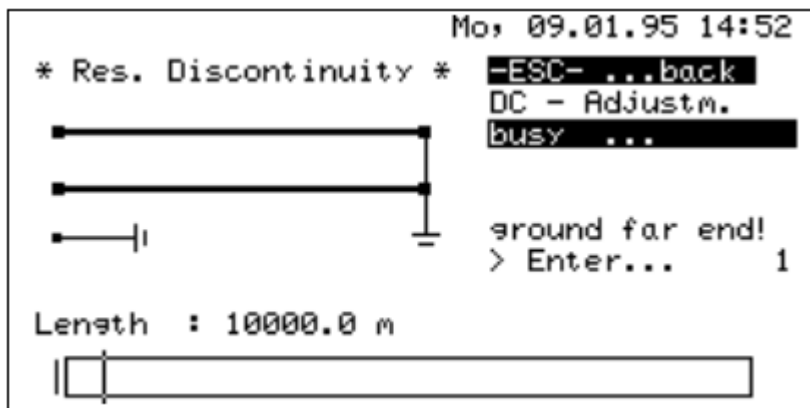 Mo, 09.01.95 14:52
* Res. Discontinuity *
-ESC- ...back
DC - Adjustm.
busy ...
ground far end!
> Enter... 1
Length : 10000.0 m